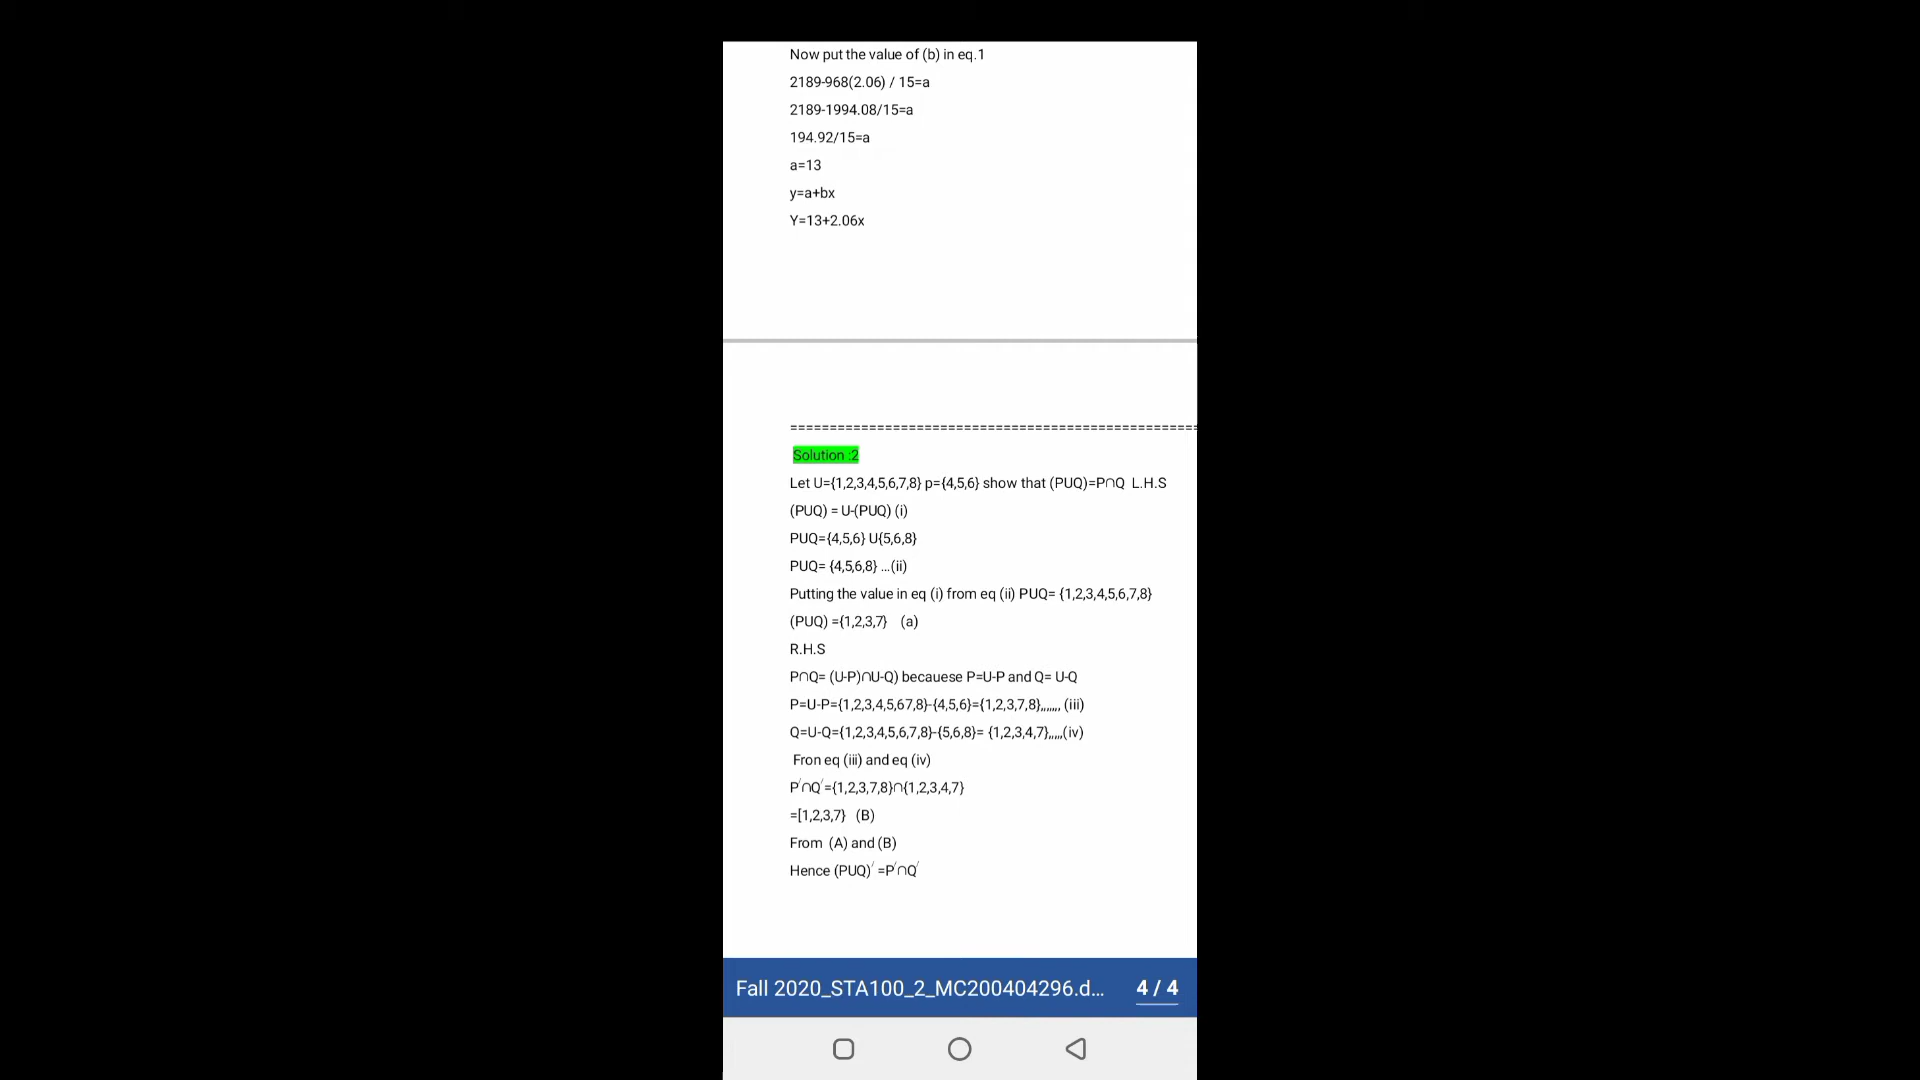 Now put the value of (b) in eq.1
2189-968(2.06) / 15=a
2189-1994.08/15=a
194.92/15=a
a=13
y=a+bx
Y=13+2.06x
====================================================
Solution :2
Let U={1,2,3,4,5,6,7,8} p={4,5,6} show that (PUQ)=P∩Q L.H.S
(PUQ) = U-(PUQ) (i)
PUQ={4,5,6} U{5,6,8}
PUQ= {4,5,6,8} ...(ii)
Putting the value in eq (i) from eq (ii) PUQ= {1,2,3,4,5,6,7,8}
(PUQ) ={1,2,3,7} (a)
R.H.S
P∩Q= (U-P)∩U-Q) becauese P=U-P and Q= U-Q
P=U-P={1,2,3,4,5,67,8}-{4,5,6}={1,2,3,7,8},,,,,,, (iii)
Q=U-Q={1,2,3,4,5,6,7,8}-{5,6,8}= {1,2,3,4,7},,,,,(iv)
Fron eq (iii) and eq (iv)
P′∩Q′={1,2,3,7,8}∩{1,2,3,4,7}
=[1,2,3,7} (B)
From (A) and (B)
Hence (PUQ)′ =P′∩Q′
Fall 2020_STA100_2_MC200404296.d... 4 / 4